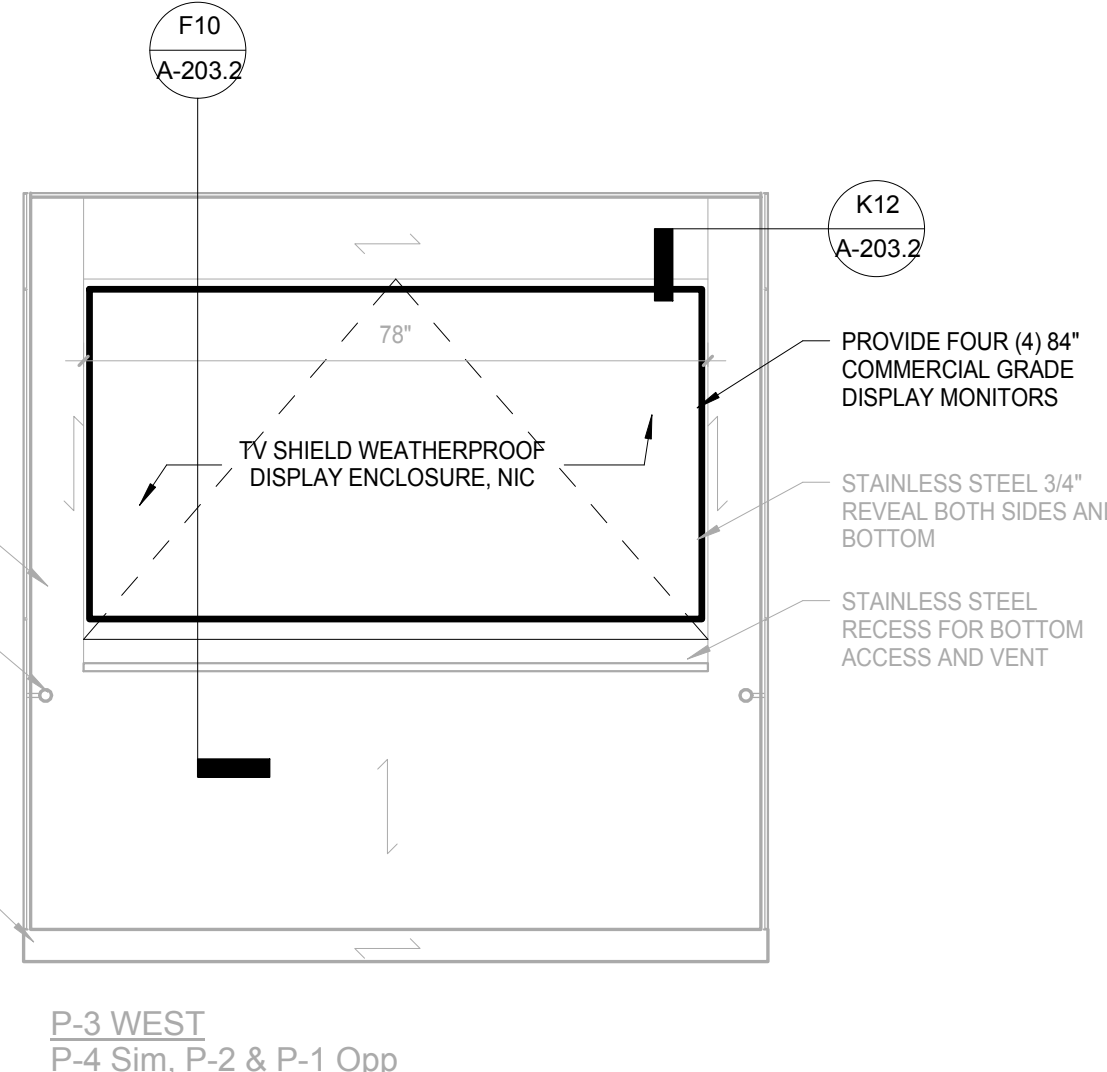 F10
A-203.2
K12
A-203.2
78"
PROVIDE FOUR (4) 84"
COMMERCIAL GRADE
DISPLAY MONITORS
TV SHIELD WEATHERPROOF
DISPLAY ENCLOSURE, NIC
STAINLESS STEEL 3/4"
REVEAL BOTH SIDES AND
BOTTOM
STAINLESS STEEL
RECESS FOR BOTTOM
ACCESS AND VENT
P-3 WEST
P-4 Sim, P-2 & P-1 Opp